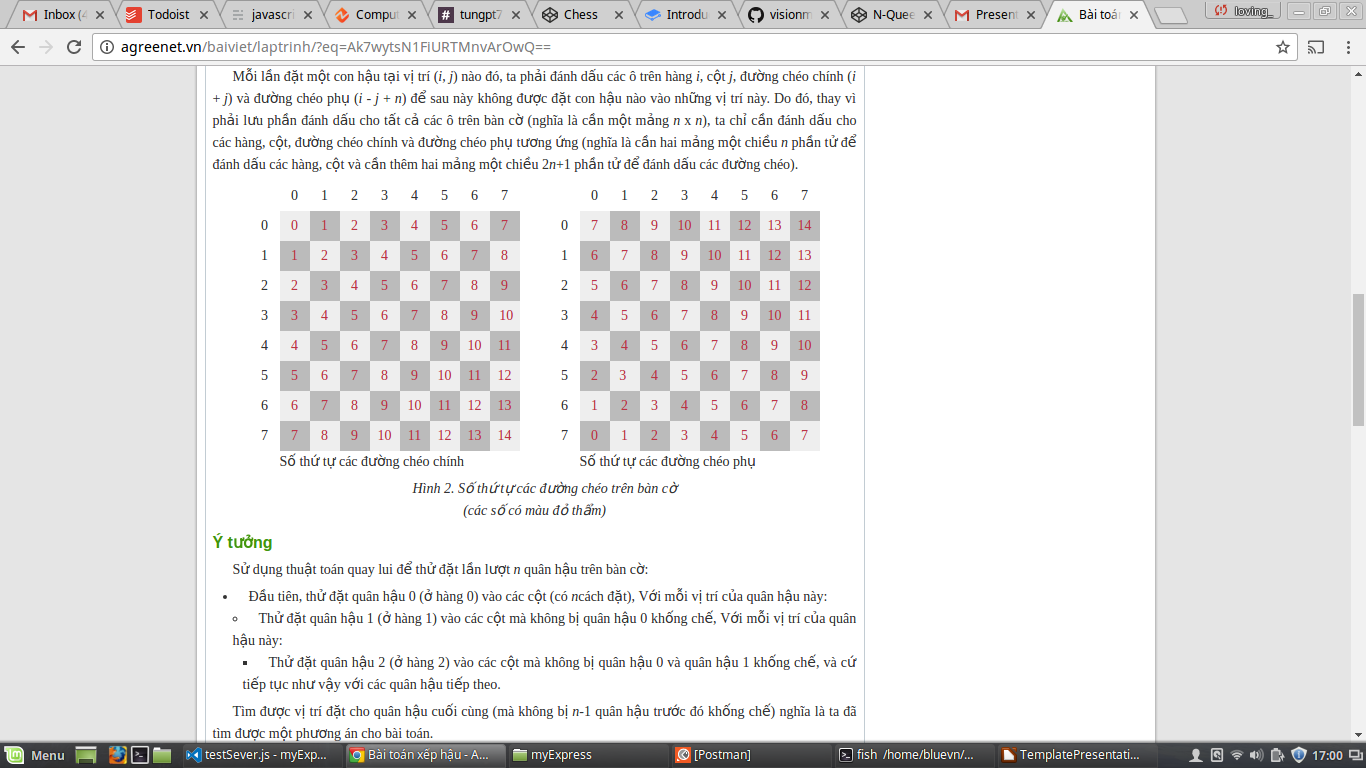 Inbox (4
Todoist
javascri
Comput
tungpt7
Chess
Introdu
visionm
N-Quee
Present
Bài toán
loving_
agreenet.vn/baiviet/laptrinh/?eq=Ak7wytsN1FiURTMnvArOwQ==
Mỗi lần đặt một con hậu tại vị trí (i, j) nào đó, ta phải đánh dấu các ô trên hàng i, cột j, đường chéo chính (i
+ j) và đường chéo phụ (i - j + n) để sau này không được đặt con hậu nào vào những vị trí này. Do đó, thay vì
phải lưu phần đánh dấu cho tất cả các ô trên bàn cờ (nghĩa là cần một mảng n x n), ta chỉ cần đánh dấu cho
các hàng, cột, đường chéo chính và đường chéo phụ tương ứng (nghĩa là cần hai mảng một chiều n phần tử để
đánh dấu các hàng, cột và cần thêm hai mảng một chiều 2n+1 phần tử để đánh dấu các đường chéo).
0 1 2 3 4 5 6 7
0 0 1 2 3 4 5 6 7
1 1 2 3 4 5 6 7 8
2 2 3 4 5 6 7 8 9
3 3 4 5 6 7 8 9 10
4 4 5 6 7 8 9 10 11
5 5 6 7 8 9 10 11 12
6 6 7 8 9 10 11 12 13
7 7 8 9 10 11 12 13 14
Số thứ tự các đường chéo chính
0 1 2 3 4 5 6 7
0 7 8 9 10 11 12 13 14
1 6 7 8 9 10 11 12 13
2 5 6 7 8 9 10 11 12
3 4 5 6 7 8 9 10 11
4 3 4 5 6 7 8 9 10
5 2 3 4 5 6 7 8 9
6 1 2 3 4 5 6 7 8
7 0 1 2 3 4 5 6 7
Số thứ tự các đường chéo phụ
Hình 2. Số thứ tự các đường chéo trên bàn cờ
(các số có màu đỏ thẩm)
Ý tưởng
Sử dụng thuật toán quay lui để thử đặt lần lượt n quân hậu trên bàn cờ:
• Đầu tiên, thử đặt quân hậu 0 (ở hàng 0) vào các cột (có ncách đặt), Với mỗi vị trí của quân hậu này:
○ Thử đặt quân hậu 1 (ở hàng 1) vào các cột mà không bị quân hậu 0 khống chế, Với mỗi vị trí của quân
hậu này:
▪ Thử đặt quân hậu 2 (ở hàng 2) vào các cột mà không bị quân hậu 0 và quân hậu 1 khống chế, và cứ
tiếp tục như vậy với các quân hậu tiếp theo.
Tìm được vị trí đặt cho quân hậu cuối cùng (mà không bị n-1 quân hậu trước đó khống chế) nghĩa là ta đã
tìm được một phương án cho bài toán.
Menu
testSever.js - myExp...
Bài toán xếp hậu - A...
myExpress
[Postman]
fish /home/bluevn/...
TemplatePresentati...
17:00